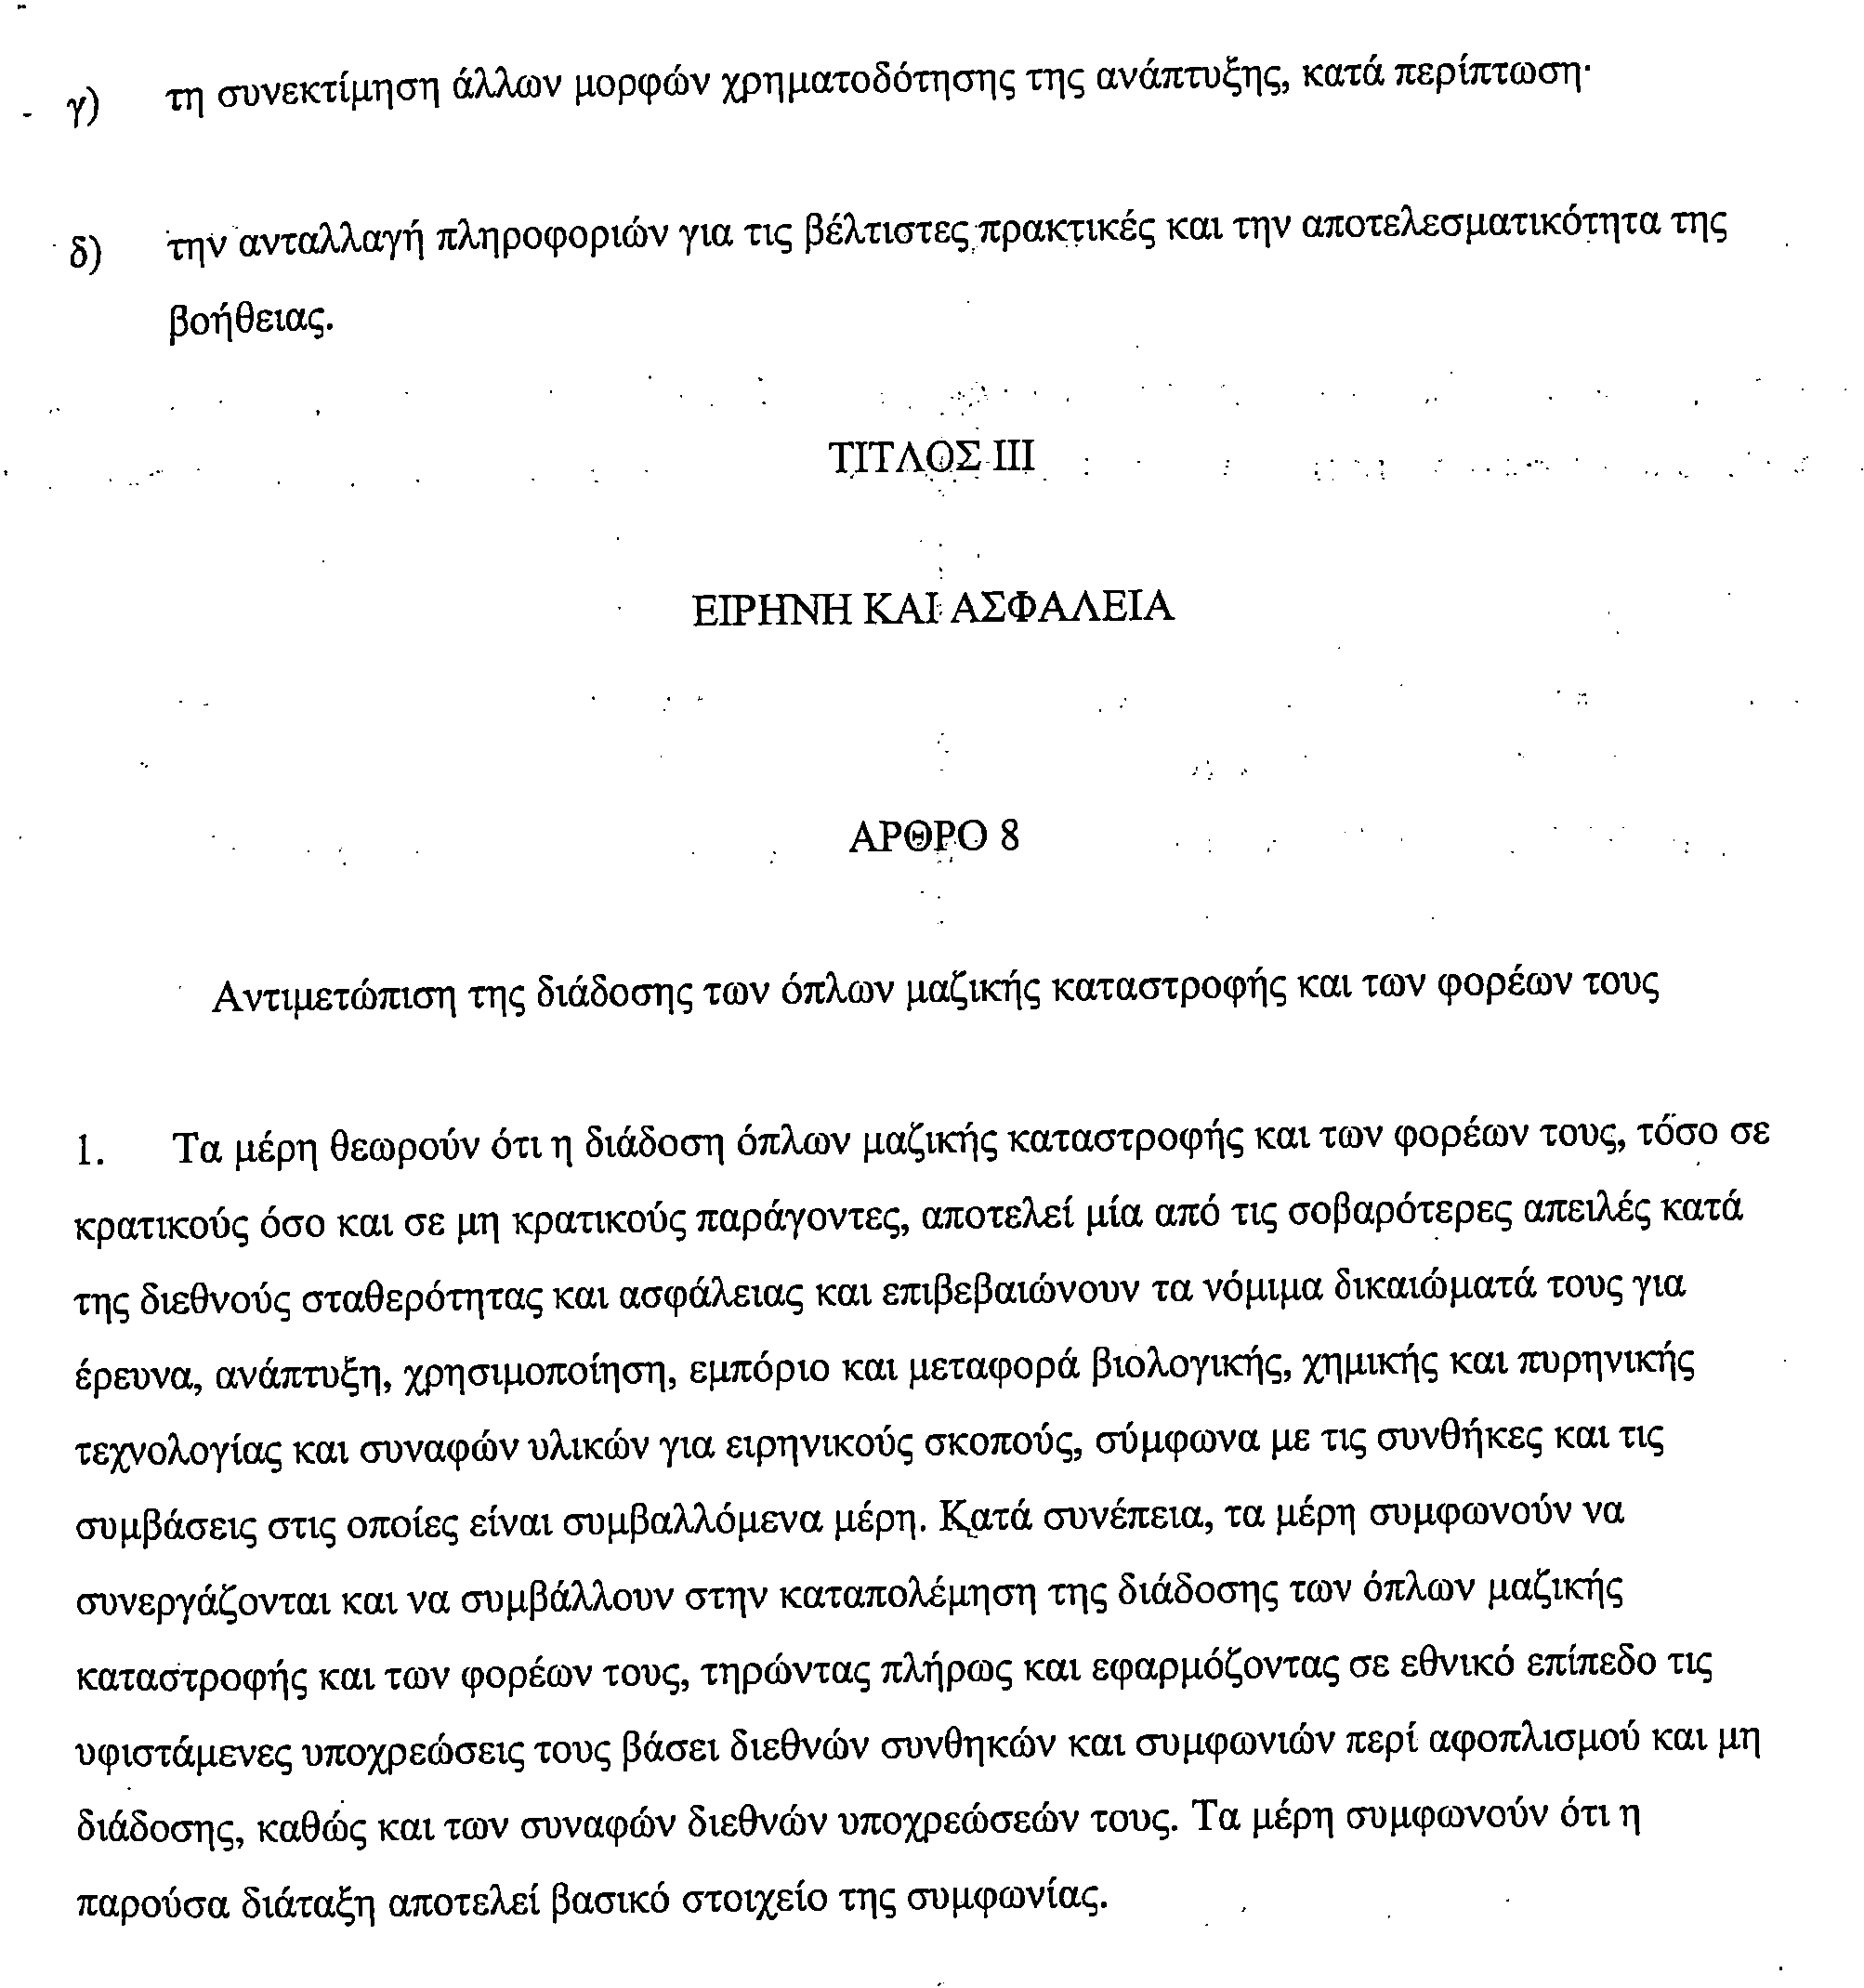 γ) τη συνεκτίμηση άλλων μορφών χρηματοδότησης της ανάπτυξης, κατά περίπτωση·
δ) την ανταλλαγή πληροφοριών για τις βέλτιστες πρακτικές και την αποτελεσματικότητα της
βοήθειας.
ΤΙΤΛΟΣ ΙΙΙ
ΕΙΡΗΝΗ ΚΑΙ ΑΣΦΑΛΕΙΑ
ΑΡΘΡΟ 8
Αντιμετώπιση της διάδοσης των όπλων μαζικής καταστροφής και των φορέων τους
1. Τα μέρη θεωρούν ότι η διάδοση όπλων μαζικής καταστροφής και των φορέων τους, τόσο σε
κρατικούς όσο και σε μη κρατικούς παράγοντες, αποτελεί μία από τις σοβαρότερες απειλές κατά
της διεθνούς σταθερότητας και ασφάλειας και επιβεβαιώνουν τα νόμιμα δικαιώματά τους για
έρευνα, ανάπτυξη, χρησιμοποίηση, εμπόριο και μεταφορά βιολογικής, χημικής και πυρηνικής
τεχνολογίας και συναφών υλικών για ειρηνικούς σκοπούς, σύμφωνα με τις συνθήκες και τις
συμβάσεις στις οποίες είναι συμβαλλόμενα μέρη. Κατά συνέπεια, τα μέρη συμφωνούν να
συνεργάζονται και να συμβάλλουν στην καταπολέμηση της διάδοσης των όπλων μαζικής
καταστροφής και των φορέων τους, τηρώντας πλήρως και εφαρμόζοντας σε εθνικό επίπεδο τις
υφιστάμενες υποχρεώσεις τους βάσει διεθνών συνθηκών και συμφωνιών περί αφοπλισμού και μη
διάδοσης, καθώς και των συναφών διεθνών υποχρεώσεών τους. Τα μέρη συμφωνούν ότι η
παρούσα διάταξη αποτελεί βασικό στοιχείο της συμφωνίας.